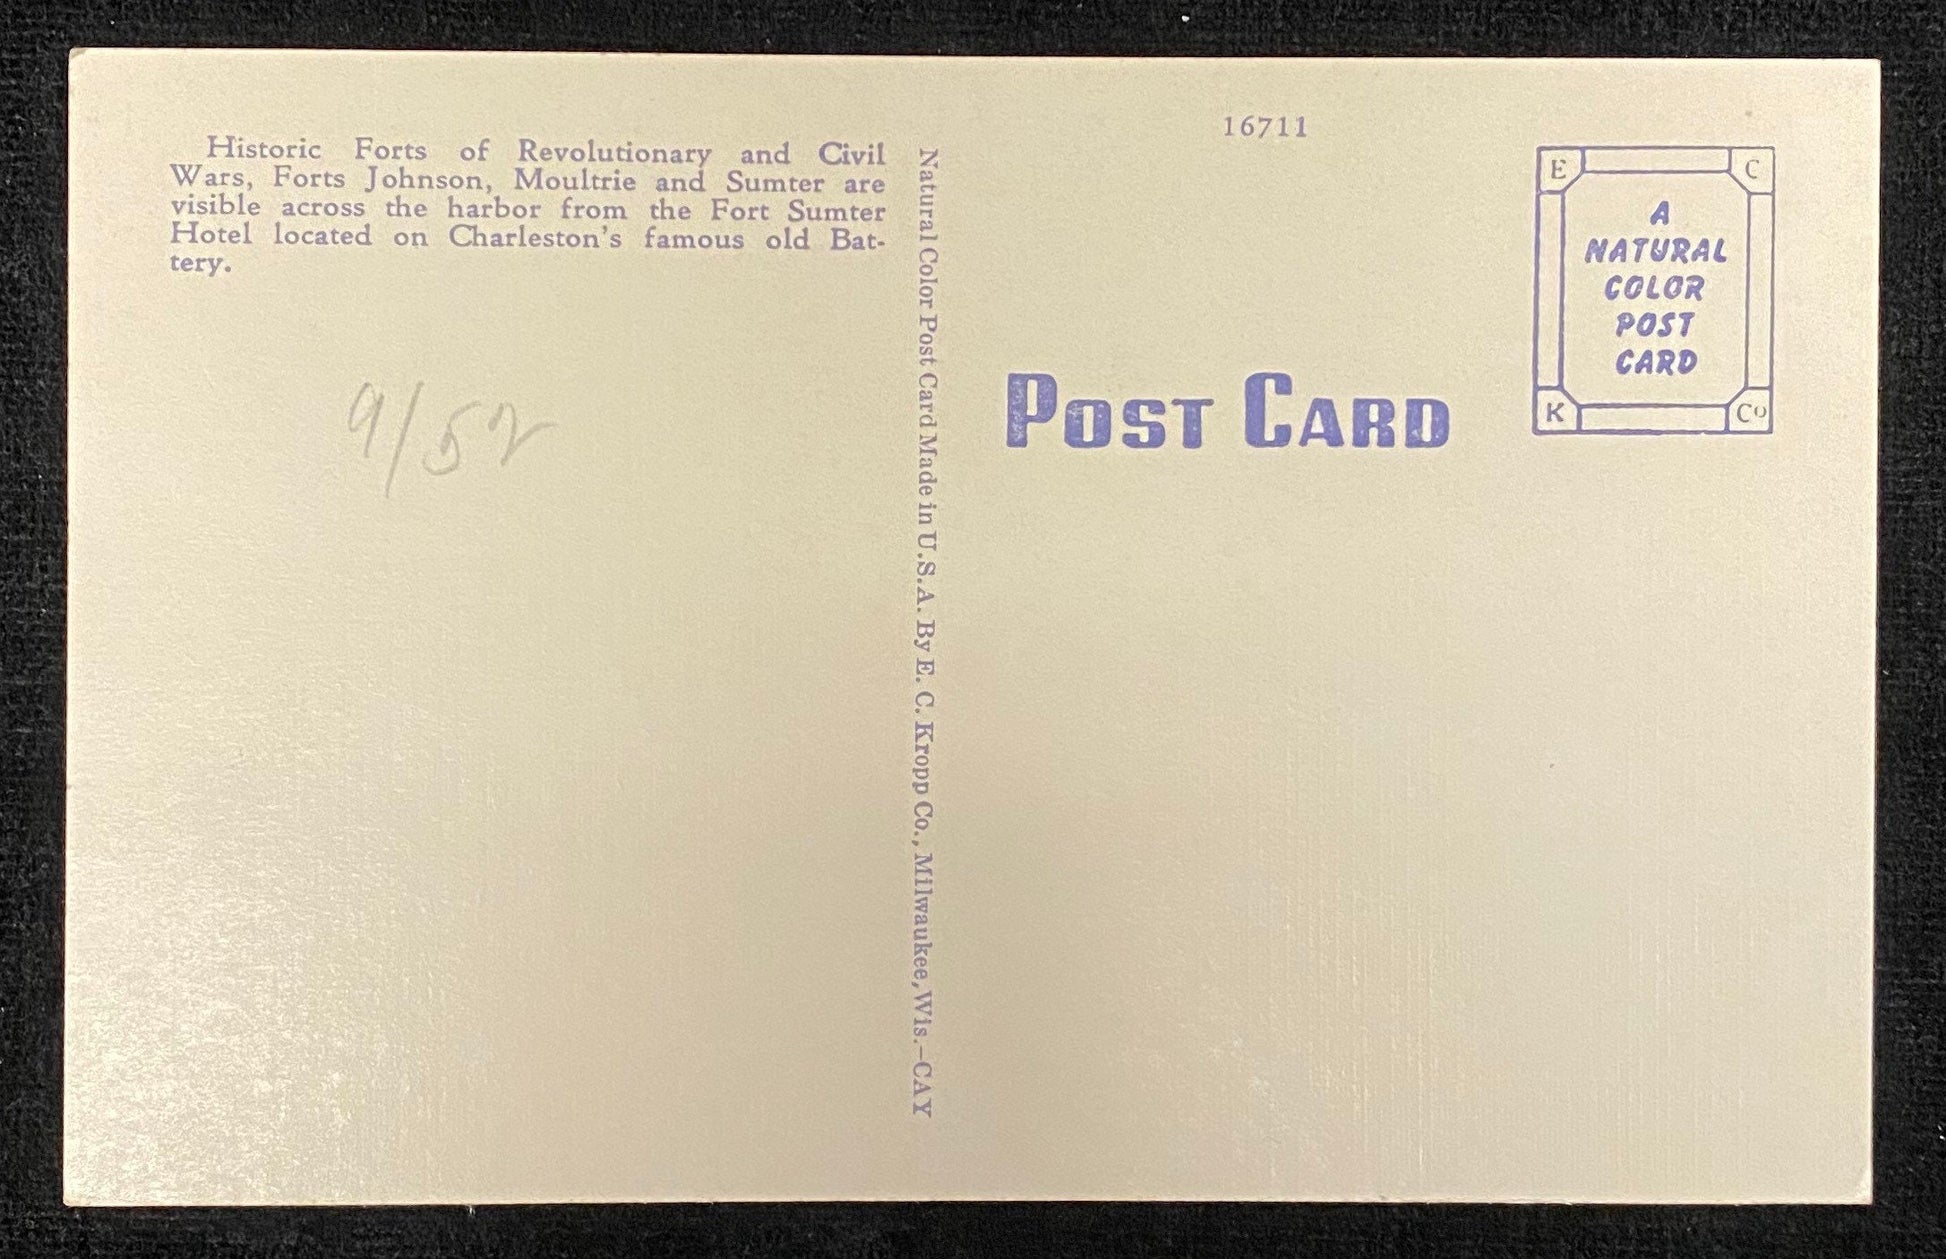 Historic Forts of Revolutionary and Civil
Wars, Forts Johnson, Moultrie and Sumter are
visible across the harbor from the Fort Sumter
Hotel located on Charleston's famous old Bat-
tery.
9/52
Natural Color Post Card Made in U.S.A. By E. C. Kropp Co., Milwaukee, Wis.—CAY
16711
POST CARD
E C
A
NATURAL
COLOR
POST
CARD
K Co